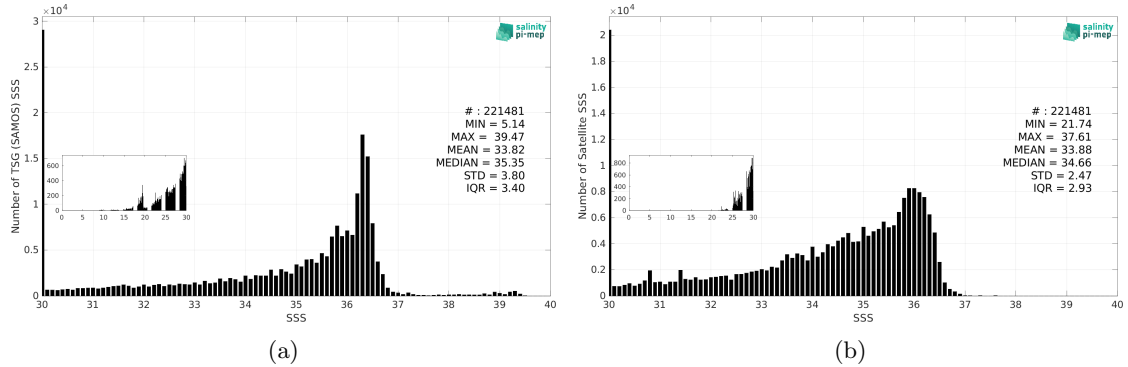 ×10⁴
3
2.5
2
1.5
1
0.5
0
Number of TSG (SAMOS) SSS
salinity
pi-mep
# : 221481
MIN = 5.14
MAX = 39.47
MEAN = 33.82
MEDIAN = 35.35
STD = 3.80
IQR = 3.40
600
400
200
0
0 5 10 15 20 25 30
30 31 32 33 34 35 36 37 38 39 40
SSS
(a)
×10⁴
2
1.8
1.6
1.4
1.2
1
0.8
0.6
0.4
0.2
0
Number of Satellite SSS
salinity
pi-mep
# : 221481
MIN = 21.74
MAX = 37.61
MEAN = 33.88
MEDIAN = 34.66
STD = 2.47
IQR = 2.93
800
600
400
200
0
0 5 10 15 20 25 30
30 31 32 33 34 35 36 37 38 39 40
SSS
(b)